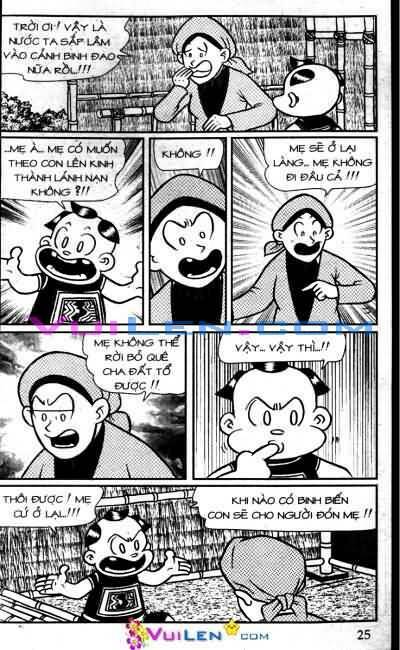 TRỜI ƠI! VẬY LÀ
NƯỚC TA SẮP LÂM
VÀO CẢNH BINH ĐAO
NỮA RỒI...!!!
..MẸ À... MẸ CÓ MUỐN
THEO CON LÊN KINH
THÀNH LÁNH NẠN
KHÔNG ?!!
KHÔNG !!
MẸ SẼ Ở LẠI
LÀNG... MẸ KHÔNG
ĐI ĐÂU CẢ !!!
VUILEN.COM
MẸ KHÔNG THỂ
RỜI BỎ QUÊ
CHA ĐẤT TỔ
ĐƯỢC !!
VẬY... VẬY THÌ...!!
THÔI ĐƯỢC! MẸ
CỨ Ở LẠI...!!!
KHI NÀO CÓ BINH BIẾN
CON SẼ CHO NGƯỜI ĐÓN MẸ !!
25
VUILEN.COM